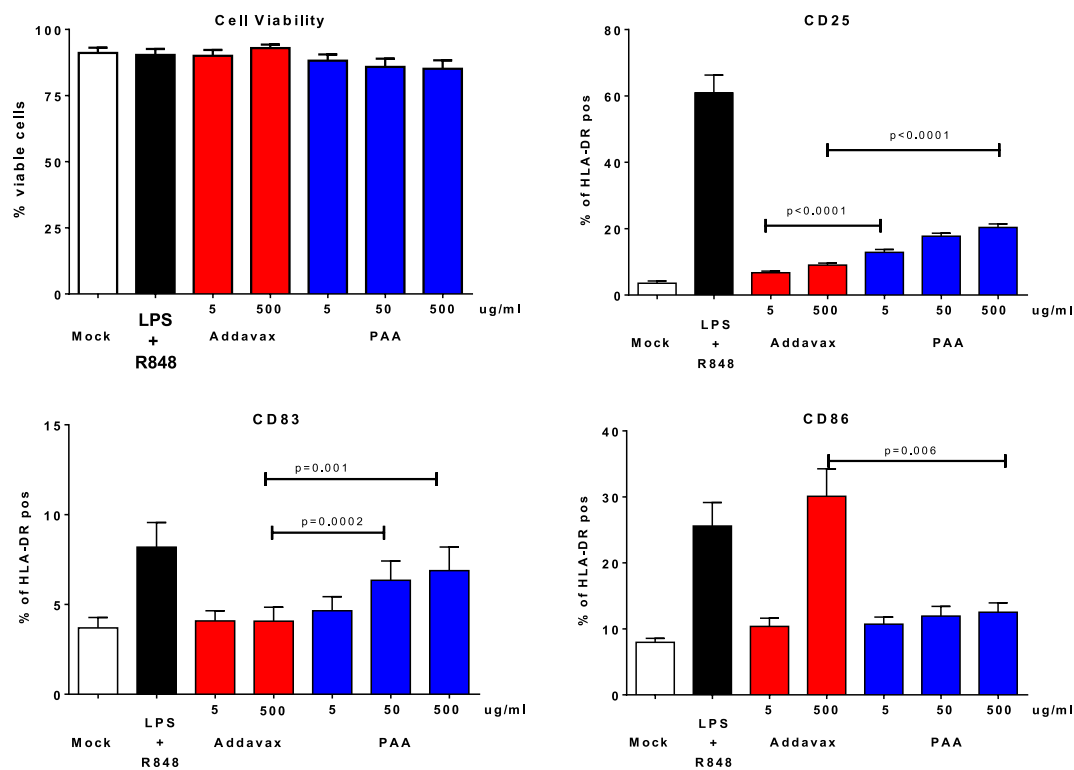 Cell Viability
% viable cells
100
75
50
25
0
5 500 5 50 500 ug/ml
Mock LPS + R848 Addavax PAA
CD25
% of HLA-DR pos
80
60
40
20
0
p<0.0001
p<0.0001
5 500 5 50 500 ug/ml
Mock LPS + R848 Addavax PAA
CD83
% of HLA-DR pos
15
10
5
0
p=0.001
p=0.0002
5 500 5 50 500 ug/ml
Mock LPS + R848 Addavax PAA
CD86
% of HLA-DR pos
40
30
20
10
0
p=0.006
5 500 5 50 500 ug/ml
Mock LPS + R848 Addavax PAA